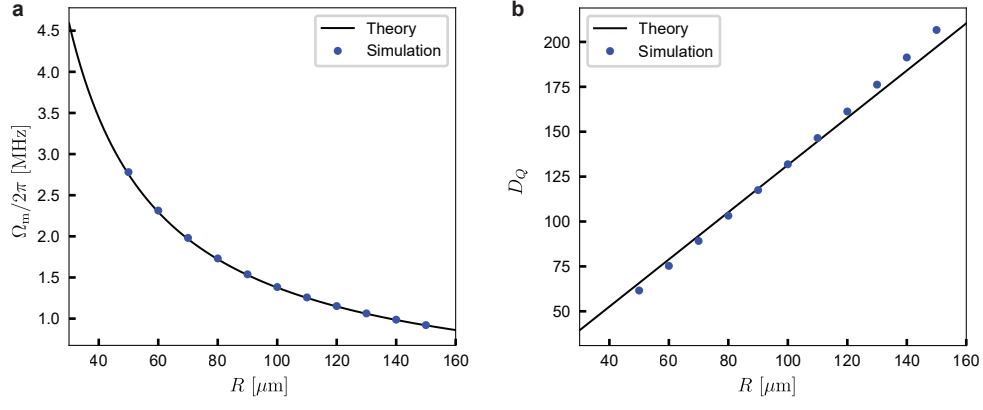 a
4.5
4.0
3.5
3.0
2.5
2.0
1.5
1.0
Ωm/2π [MHz]
Theory
Simulation
40 60 80 100 120 140 160
R [μm]
b
200
175
150
125
100
75
50
D_Q
Theory
Simulation
40 60 80 100 120 140 160
R [μm]